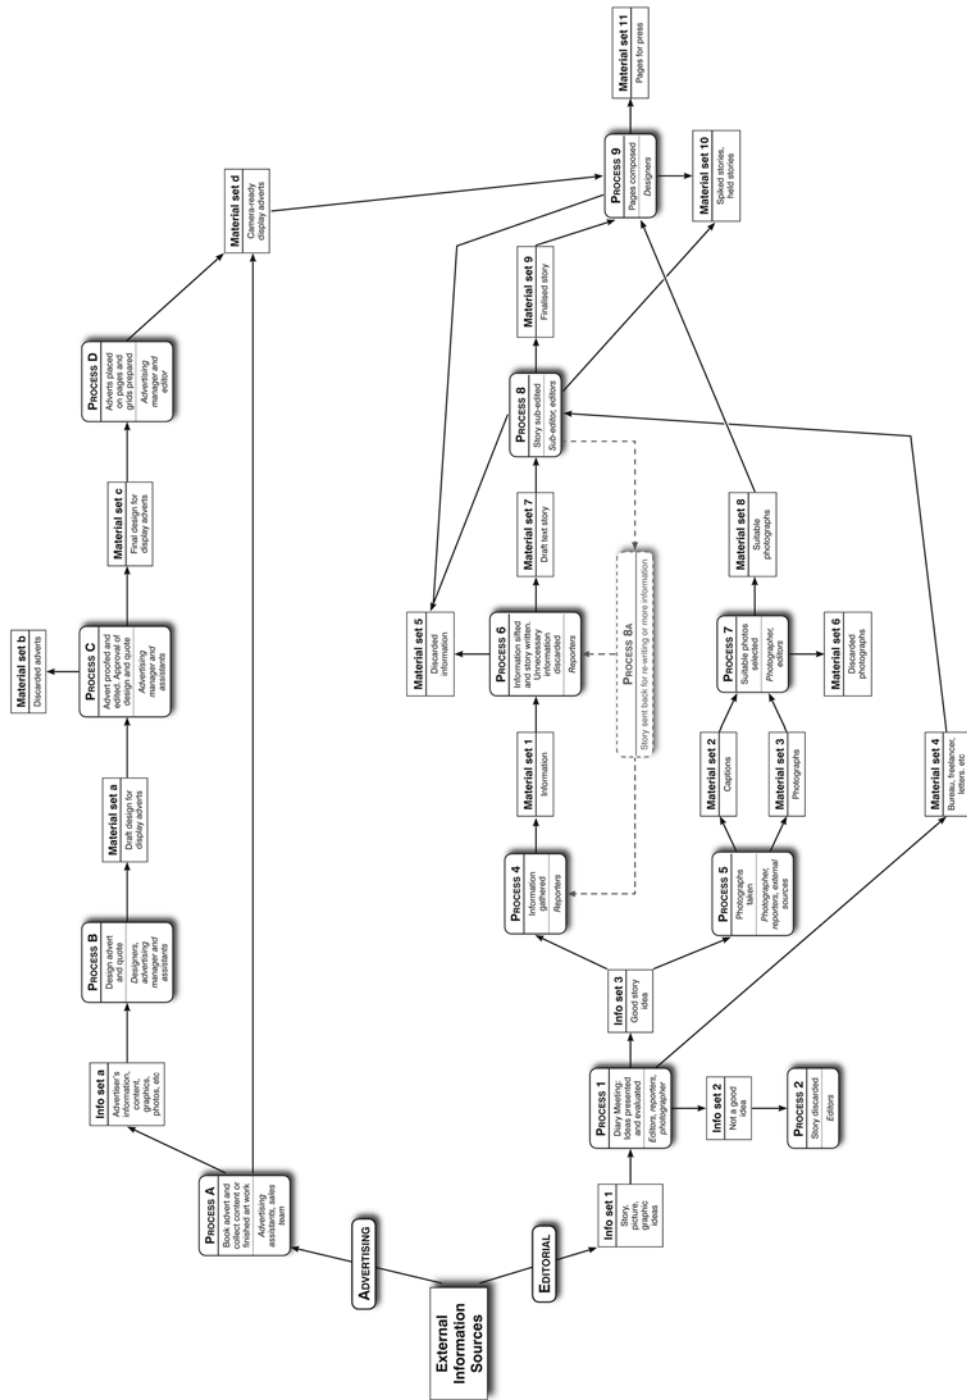 External
Information
Sources
ADVERTISING
EDITORIAL
PROCESS A
Book advert and
collect content or
finished art work
Advertising
assistants, sales
team
Info set a
Advertiser's
information,
content,
graphics,
photos, etc
PROCESS B
Design advert
and quote
Designers,
advertising
manager and
assistants
Material set a
Draft design for
display adverts
PROCESS C
Advert proofed and
edited. Approval of
design and quote
Advertising
manager and
assistants
Material set b
Discarded adverts
Material set c
Final design for
display adverts
PROCESS D
Adverts placed
on pages and
grids prepared
Advertising
manager and
editor
Material set d
Camera-ready
display adverts
Info set 1
Story,
picture,
graphic
ideas
PROCESS 1
Diary Meeting:
Ideas presented
and evaluated
Editors, reporters,
photographer
Info set 2
Not a good
idea
PROCESS 2
Story discarded
Editors
Info set 3
Good story
idea
PROCESS 4
Information
gathered
Reporters
PROCESS 5
Photographs
taken
Photographer,
reporters, external
sources
Material set 1
Information
Material set 2
Captions
Material set 3
Photographs
Material set 4
Bureau, freelancer,
letters. etc
PROCESS 6
Information sifted
and story written.
Unnecessary
information
discarded
Reporters
Material set 5
Discarded
information
PROCESS 8A
Story sent back for re-writing or more information
PROCESS 7
Suitable photos
selected
Photographer,
editors
Material set 6
Discarded
photographs
Material set 7
Draft text story
Material set 8
Suitable
photographs
PROCESS 8
Story sub-edited
Sub-editor, editors
Material set 9
Finalised story
PROCESS 9
Pages composed
Designers
Material set 10
Spiked stories,
held stories
Material set 11
Pages for press